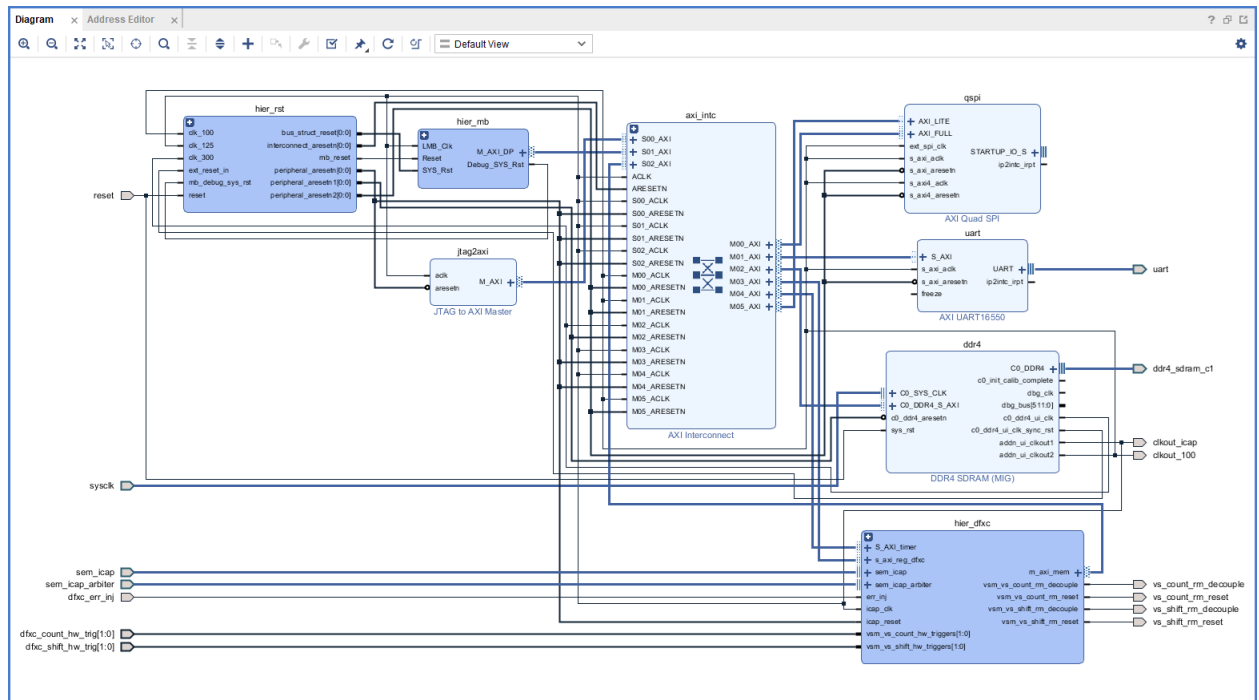 Diagram × Address Editor ×
Default View
hier_rst
clk_100
clk_125
clk_300
ext_reset_in
mb_debug_sys_rst
reset
bus_struct_reset[0:0]
interconnect_aresetn[0:0]
mb_reset
peripheral_aresetn[0:0]
peripheral_aresetn1[0:0]
peripheral_aresetn2[0:0]
hier_mb
LMB_Clk
Reset
SYS_Rst
M_AXI_DP
Debug_SYS_Rst
jtag2axi
aclk
aresetn
M_AXI
JTAG to AXI Master
axi_intc
S00_AXI
S01_AXI
S02_AXI
ACLK
ARESETN
S00_ACLK
S00_ARESETN
S01_ACLK
S01_ARESETN
S02_ACLK
S02_ARESETN
M00_ACLK
M00_ARESETN
M01_ACLK
M01_ARESETN
M02_ACLK
M02_ARESETN
M03_ACLK
M03_ARESETN
M04_ACLK
M04_ARESETN
M05_ACLK
M05_ARESETN
M00_AXI
M01_AXI
M02_AXI
M03_AXI
M04_AXI
M05_AXI
AXI Interconnect
qspi
AXI_LITE
AXI_FULL
ext_spi_clk
s_axi_aclk
s_axi_aresetn
s_axi4_aclk
s_axi4_aresetn
STARTUP_IO_S
ip2intc_irpt
AXI Quad SPI
uart
S_AXI
s_axi_aclk
s_axi_aresetn
freeze
UART
ip2intc_irpt
AXI UART16550
ddr4
C0_SYS_CLK
C0_DDR4_S_AXI
c0_ddr4_aresetn
sys_rst
C0_DDR4
c0_init_calib_complete
dbg_clk
dbg_bus[511:0]
c0_ddr4_ui_clk
c0_ddr4_ui_clk_sync_rst
addn_ui_clkout1
addn_ui_clkout2
DDR4 SDRAM (MIG)
hier_dfxc
S_AXI_timer
s_axi_reg_dfxc
sem_icap
sem_icap_arbiter
err_inj
icap_clk
icap_reset
vsm_vs_count_hw_triggers[1:0]
vsm_vs_shift_hw_triggers[1:0]
m_axi_mem
vsm_vs_count_rm_decouple
vsm_vs_count_rm_reset
vsm_vs_shift_rm_decouple
vsm_vs_shift_rm_reset
reset
sysclk
sem_icap
sem_icap_arbiter
dfxc_err_inj
dfxc_count_hw_trig[1:0]
dfxc_shift_hw_trig[1:0]
uart
ddr4_sdram_c1
clkout_icap
clkout_100
vs_count_rm_decouple
vs_count_rm_reset
vs_shift_rm_decouple
vs_shift_rm_reset